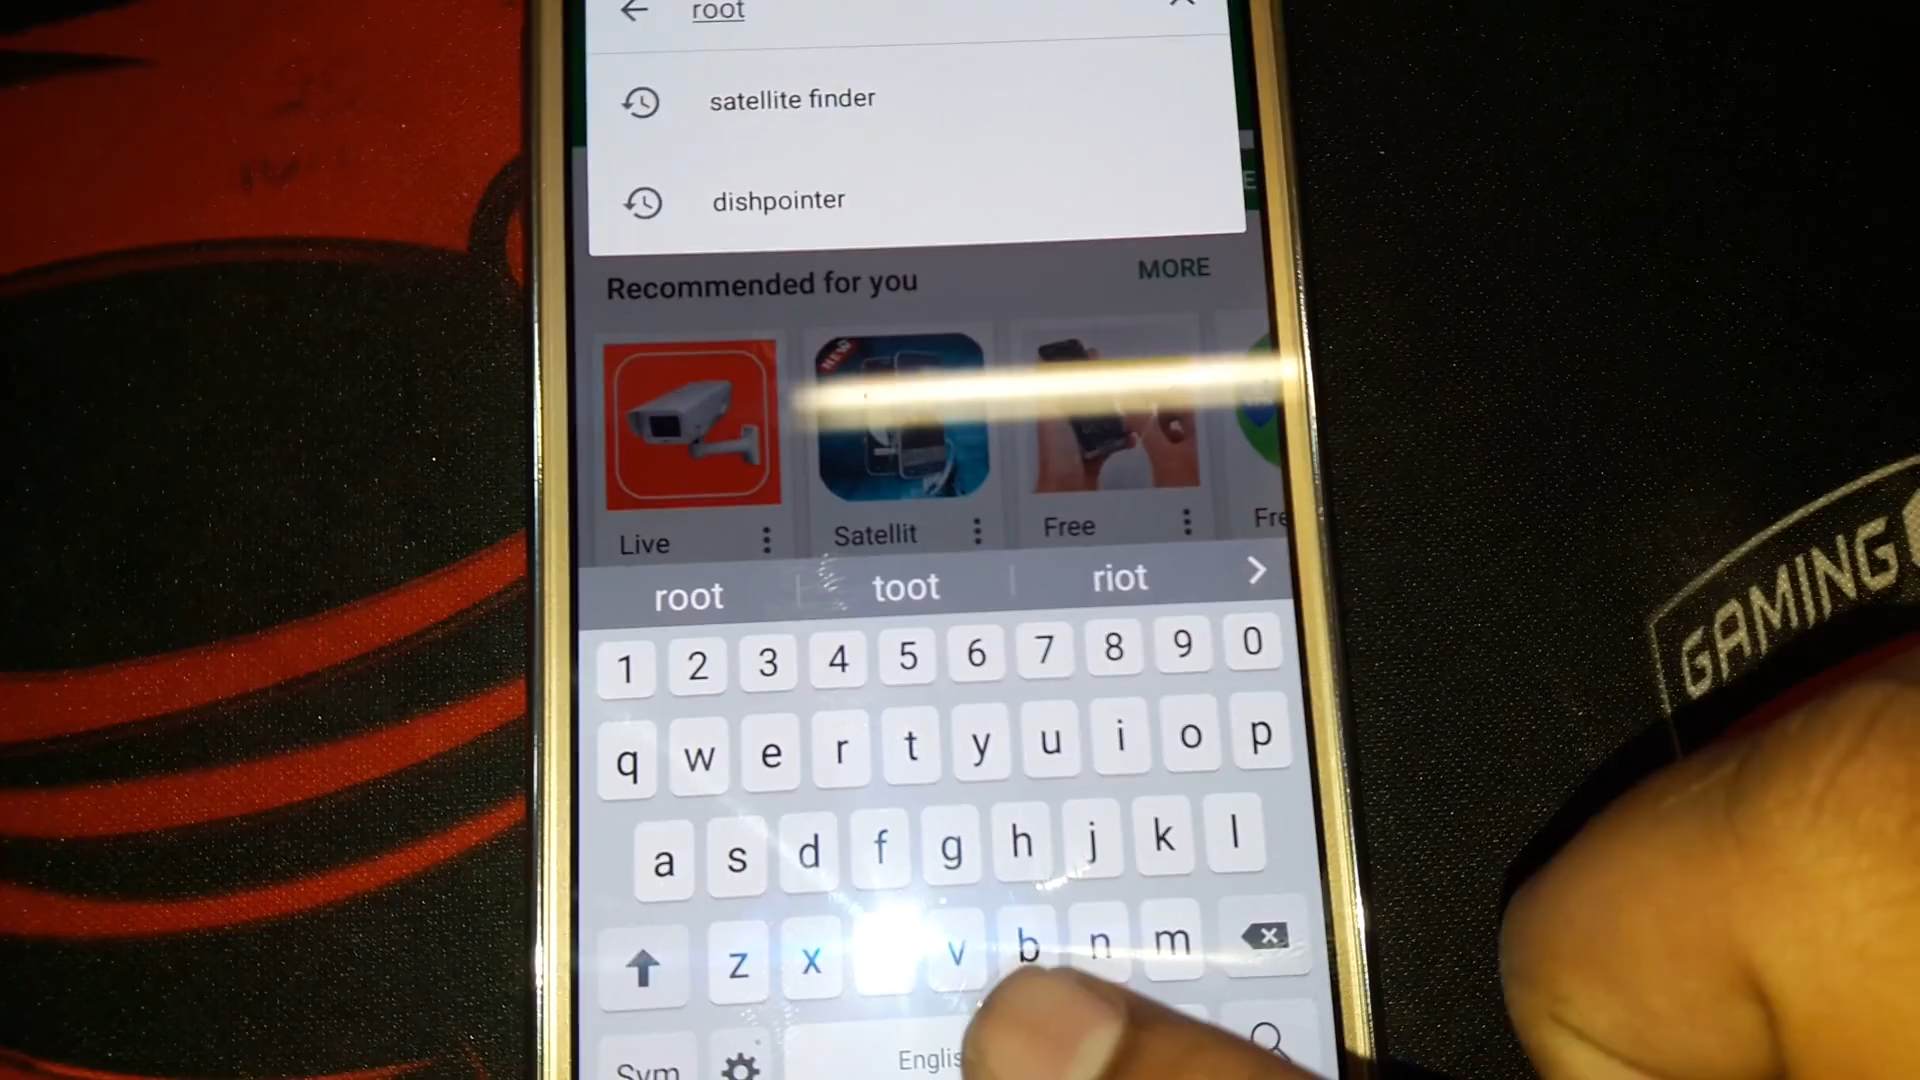 root
satellite finder
dishpointer
E
Recommended for you
MORE
NEW
Live
Satellit
Free
Fre
root toot riot
1 2 3 4 5 6 7 8 9 0
q w e r t y u i o p
a s d f g h j k l
z x v b n m
Sym Englis
GAMING